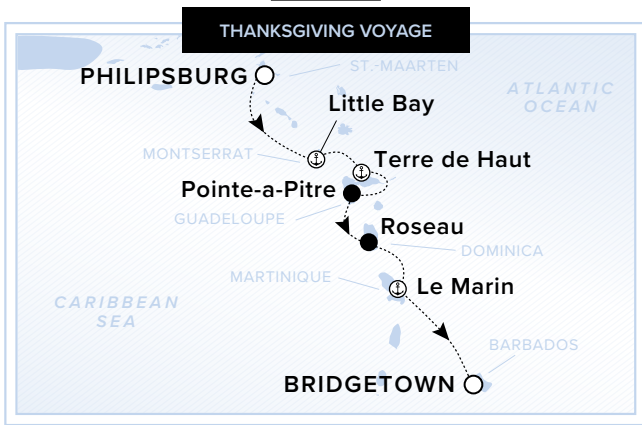 THANKSGIVING VOYAGE
PHILIPSBURG
ST.-MAARTEN
ATLANTIC
OCEAN
Little Bay
MONTSERRAT
Terre de Haut
Pointe-a-Pitre
GUADELOUPE
Roseau
DOMINICA
MARTINIQUE
Le Marin
CARIBBEAN
SEA
BARBADOS
BRIDGETOWN